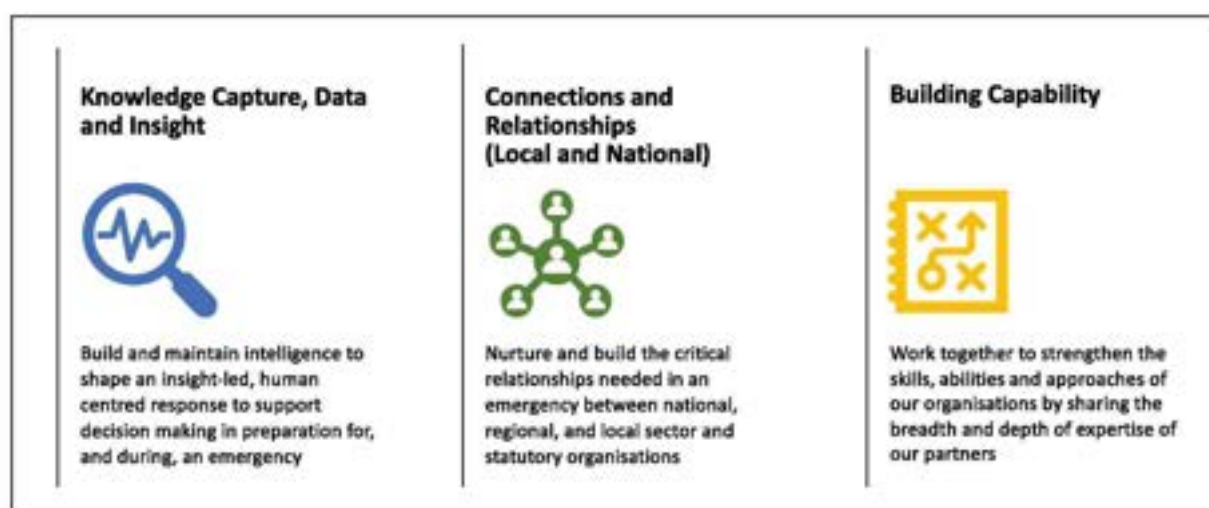 Knowledge Capture, Data
and Insight
Build and maintain intelligence to
shape an insight-led, human
centred response to support
decision making in preparation for,
and during, an emergency
Connections and
Relationships
(Local and National)
Nurture and build the critical
relationships needed in an
emergency between national,
regional, and local sector and
statutory organisations
Building Capability
Work together to strengthen the
skills, abilities and approaches of
our organisations by sharing the
breadth and depth of expertise of
our partners